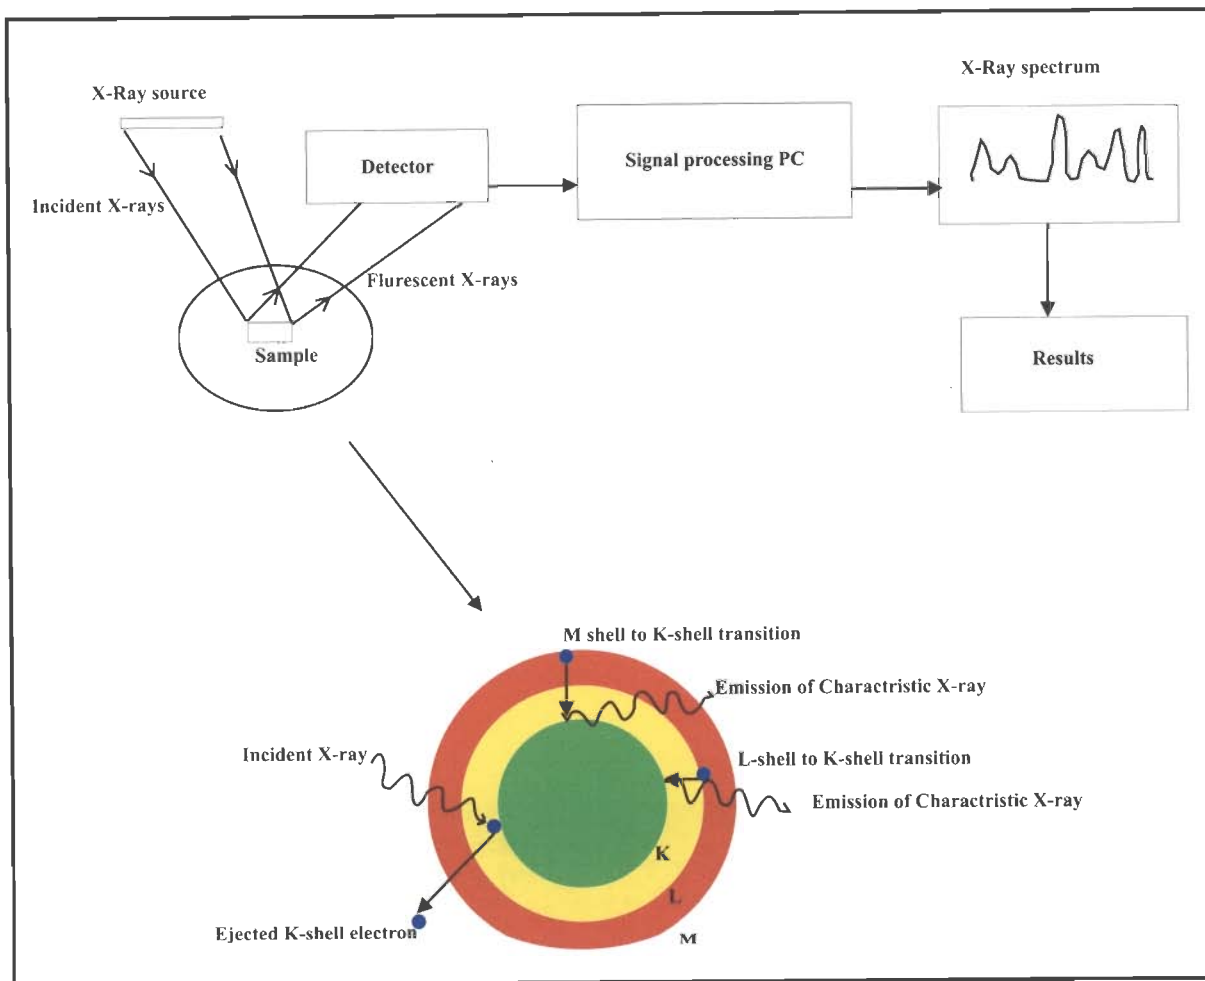 X-Ray spectrum
X-Ray source
Detector
Signal processing PC
Incident X-rays
Flurescent X-rays
Sample
Results
M shell to K-shell transition
Emission of Charactristic X-ray
Incident X-ray
L-shell to K-shell transition
Emission of Charactristic X-ray
K
L
Ejected K-shell electron
M